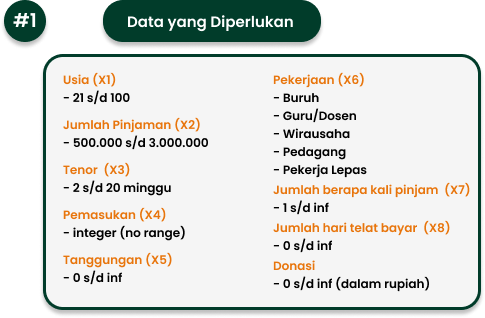 #1
Data yang Diperlukan
Usia (X1)
- 21 s/d 100
Jumlah Pinjaman (X2)
- 500.000 s/d 3.000.000
Tenor (X3)
- 2 s/d 20 minggu
Pemasukan (X4)
- integer (no range)
Tanggungan (X5)
- 0 s/d inf
Pekerjaan (X6)
- Buruh
- Guru/Dosen
- Wirausaha
- Pedagang
- Pekerja Lepas
Jumlah berapa kali pinjam (X7)
- 1 s/d inf
Jumlah hari telat bayar (X8)
- 0 s/d inf
Donasi
- 0 s/d inf (dalam rupiah)